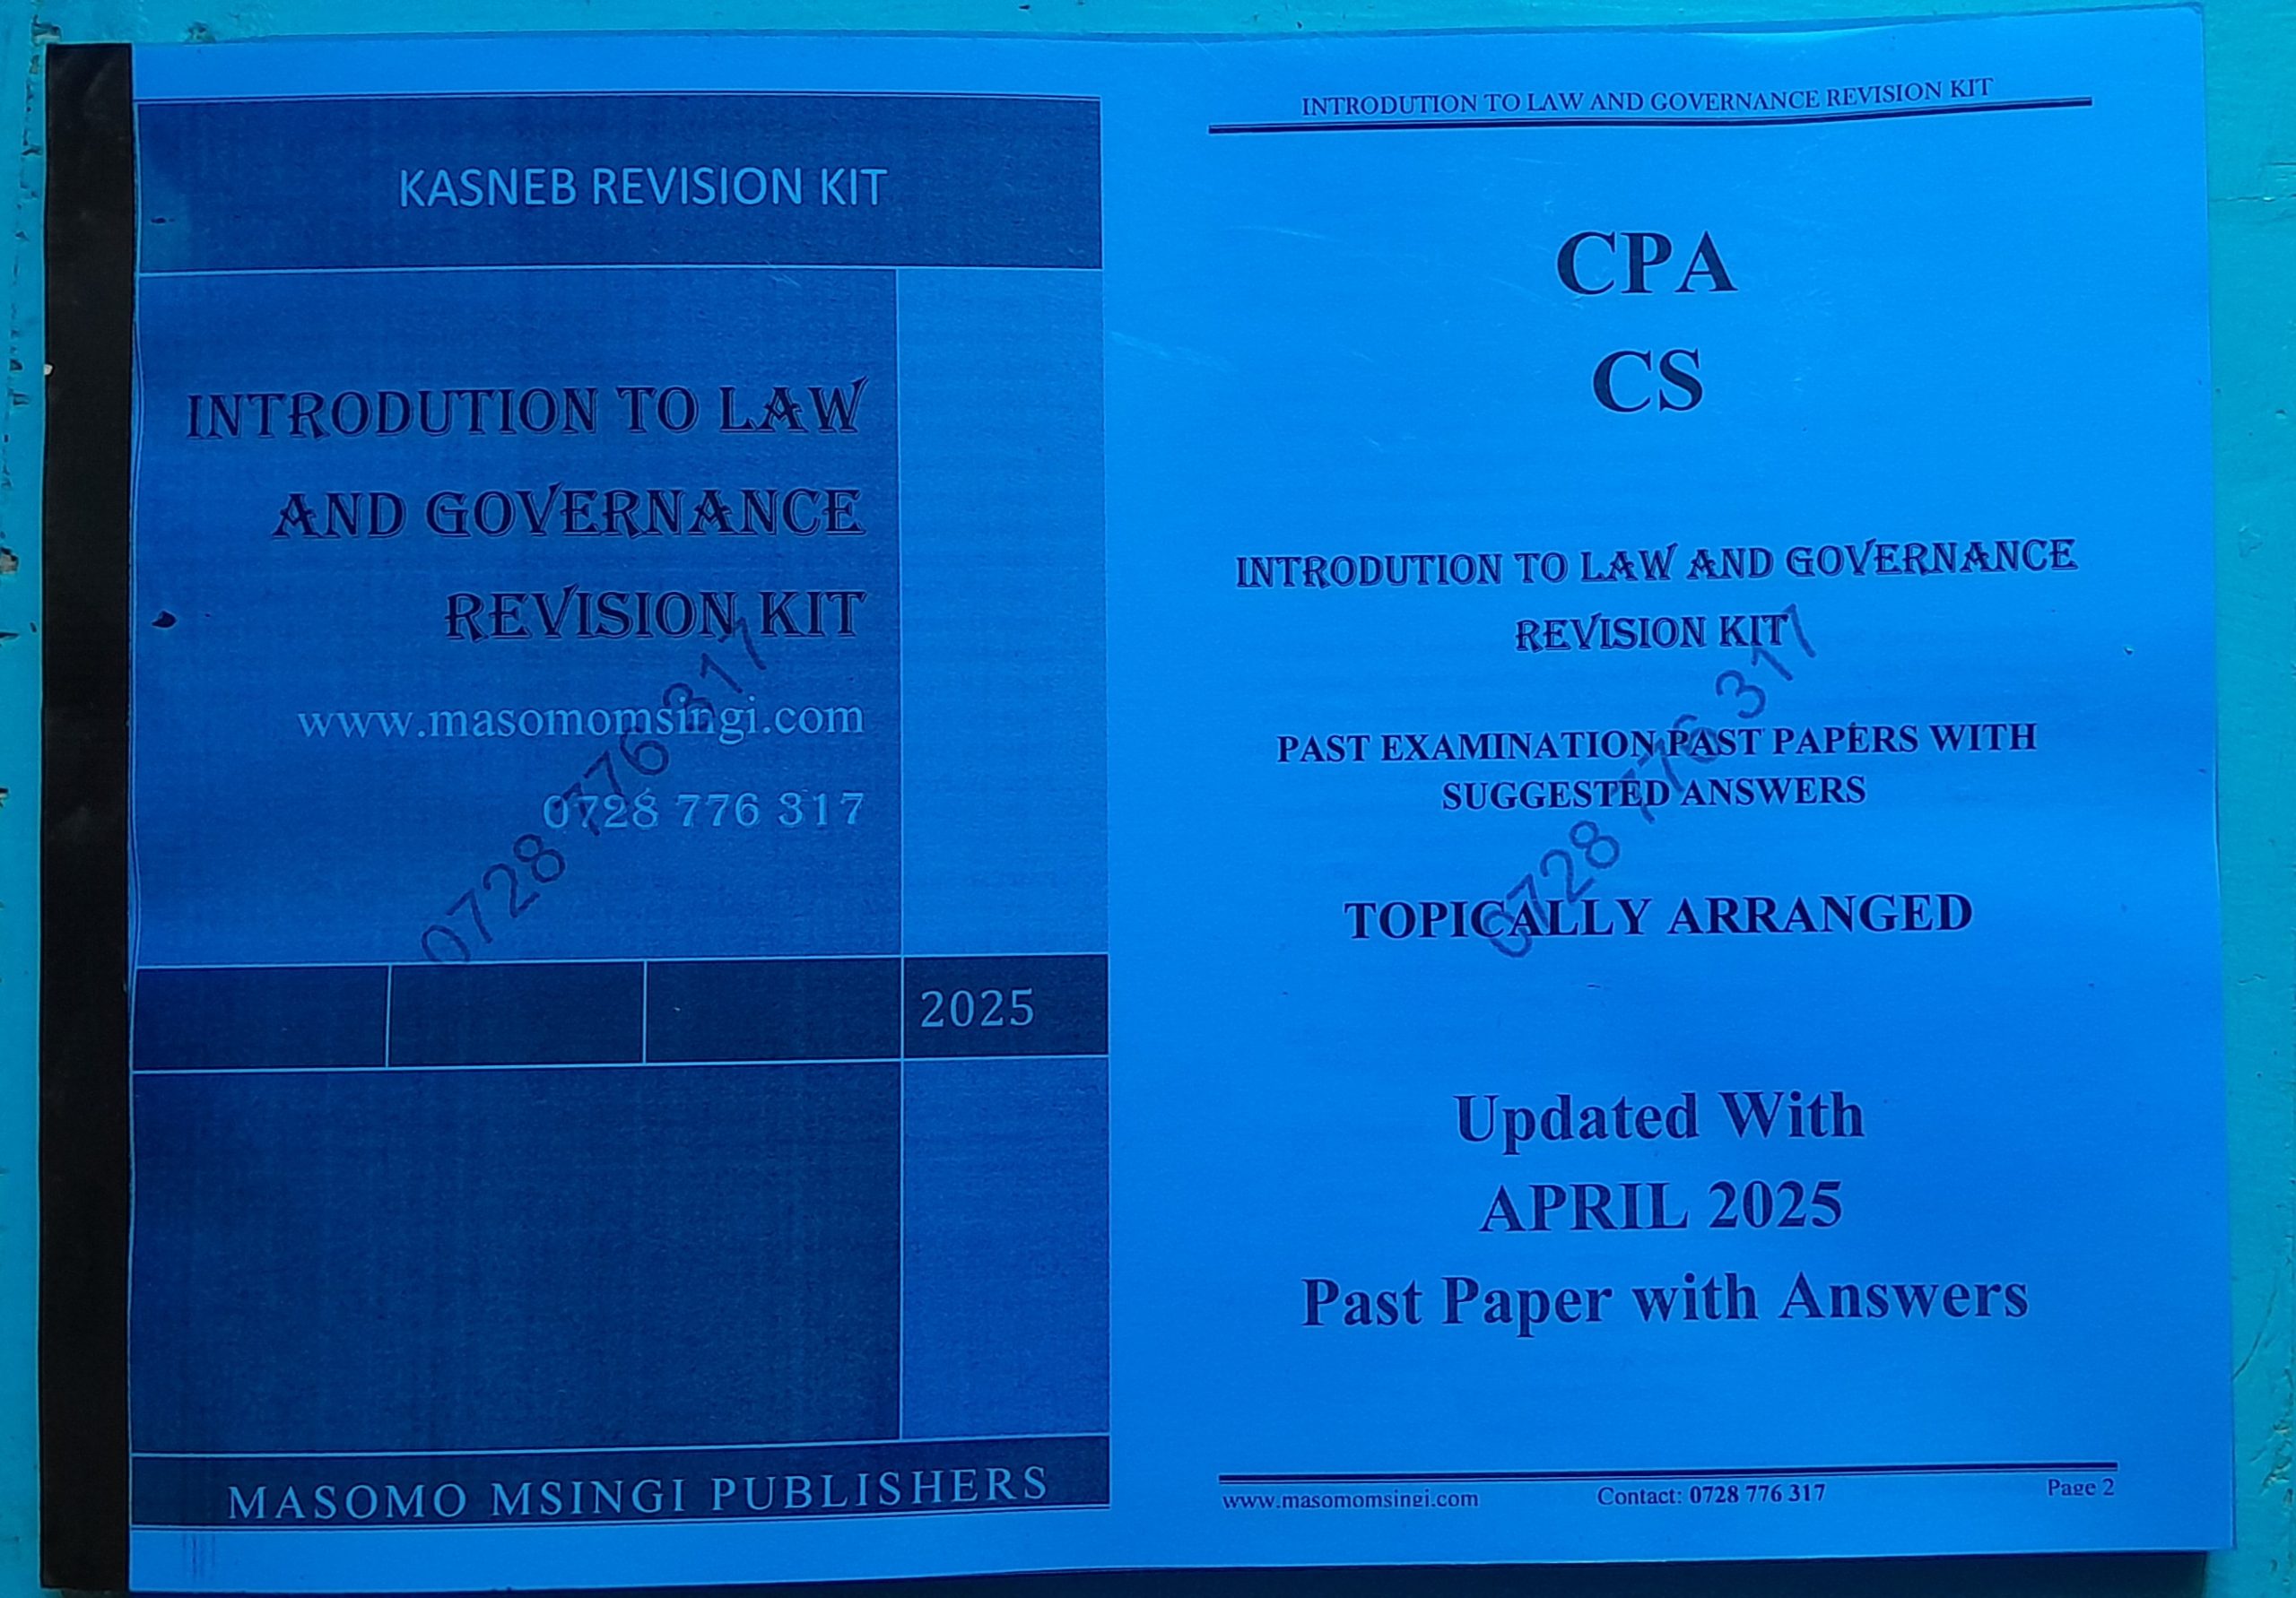 KASNEB REVISION KIT
INTRODUTION TO LAW
AND GOVERNANCE
REVISION KIT
www.masomomsingi.com
0728 776 317
0728 776 317
2025
MASOMO MSINGI PUBLISHERS
INTRODUTION TO LAW AND GOVERNANCE REVISION KIT
CPA
CS
INTRODUTION TO LAW AND GOVERNANCE
REVISION KIT
PAST EXAMINATION PAST PAPERS WITH
SUGGESTED ANSWERS
0728 776 317
TOPICALLY ARRANGED
Updated With
APRIL 2025
Past Paper with Answers
www.masomomsingi.com Contact: 0728 776 317 Page 2